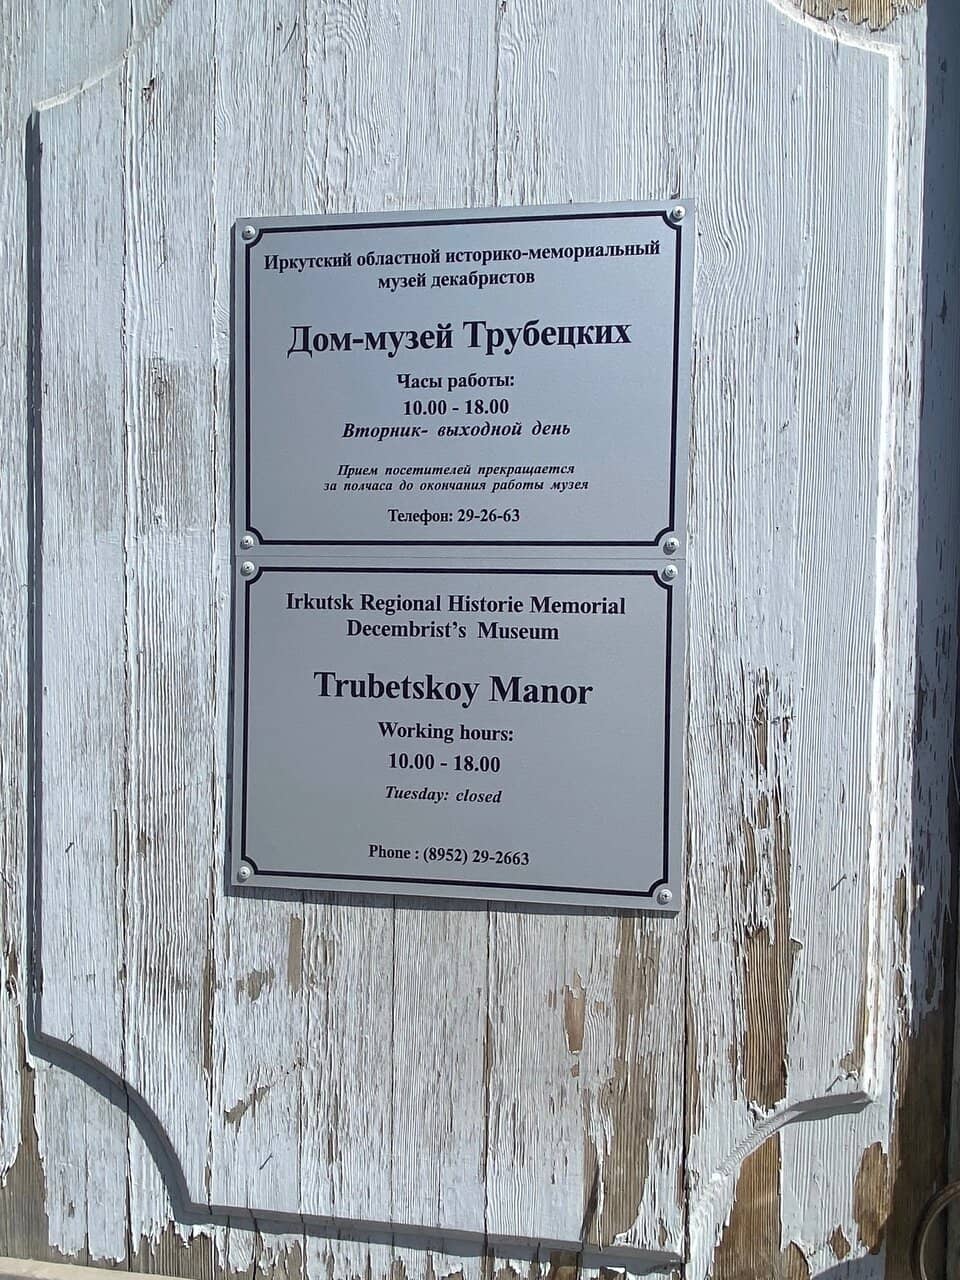 Иркутский областной историко-мемориальный
музей декабристов
Дом-музей Трубецких
Часы работы:
10.00 - 18.00
Вторник- выходной день
Прием посетителей прекращается
за полчаса до окончания работы музея
Телефон: 29-26-63
Irkutsk Regional Historie Memorial
Decembrist's Museum
Trubetskoy Manor
Working hours:
10.00 - 18.00
Tuesday: closed
Phone : (8952) 29-2663